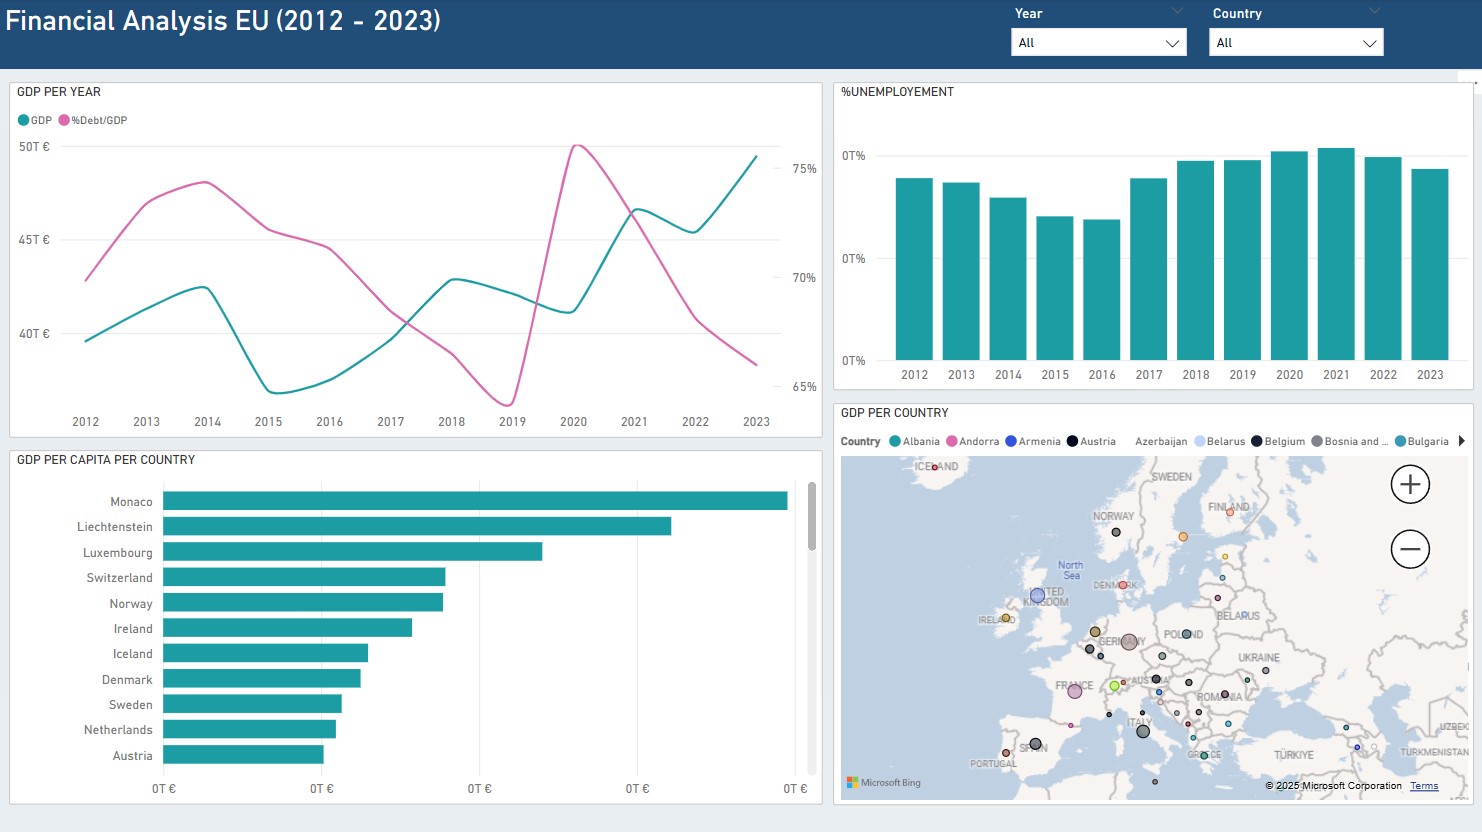 Financial Analysis EU (2012 - 2023)
Year
Country
All
All
GDP PER YEAR
GDP
%Debt/GDP
50T €
45T €
40T €
75%
70%
65%
2012 2013 2014 2015 2016 2017 2018 2019 2020 2021 2022 2023
%UNEMPLOYEMENT
0T%
0T%
0T%
2012 2013 2014 2015 2016 2017 2018 2019 2020 2021 2022 2023
GDP PER CAPITA PER COUNTRY
Monaco
Liechtenstein
Luxembourg
Switzerland
Norway
Ireland
Iceland
Denmark
Sweden
Netherlands
Austria
0T € 0T € 0T € 0T € 0T €
GDP PER COUNTRY
Country Albania Andorra Armenia Austria Azerbaijan Belarus Belgium Bosnia and ... Bulgaria
ICELAND
SWEDEN
FINLAND
NORWAY
North
Sea
DENMARK
UNITED
KINGDOM
IRELAND
BELARUS
POLAND
GERMANY
UKRAINE
FRANCE
AUSTRIA
ROMANIA
ITALY
SPAIN
PORTUGAL
GREECE
TÜRKIYE
UZBEK
TURKMENISTAN
Microsoft Bing
© 2025 Microsoft Corporation Terms